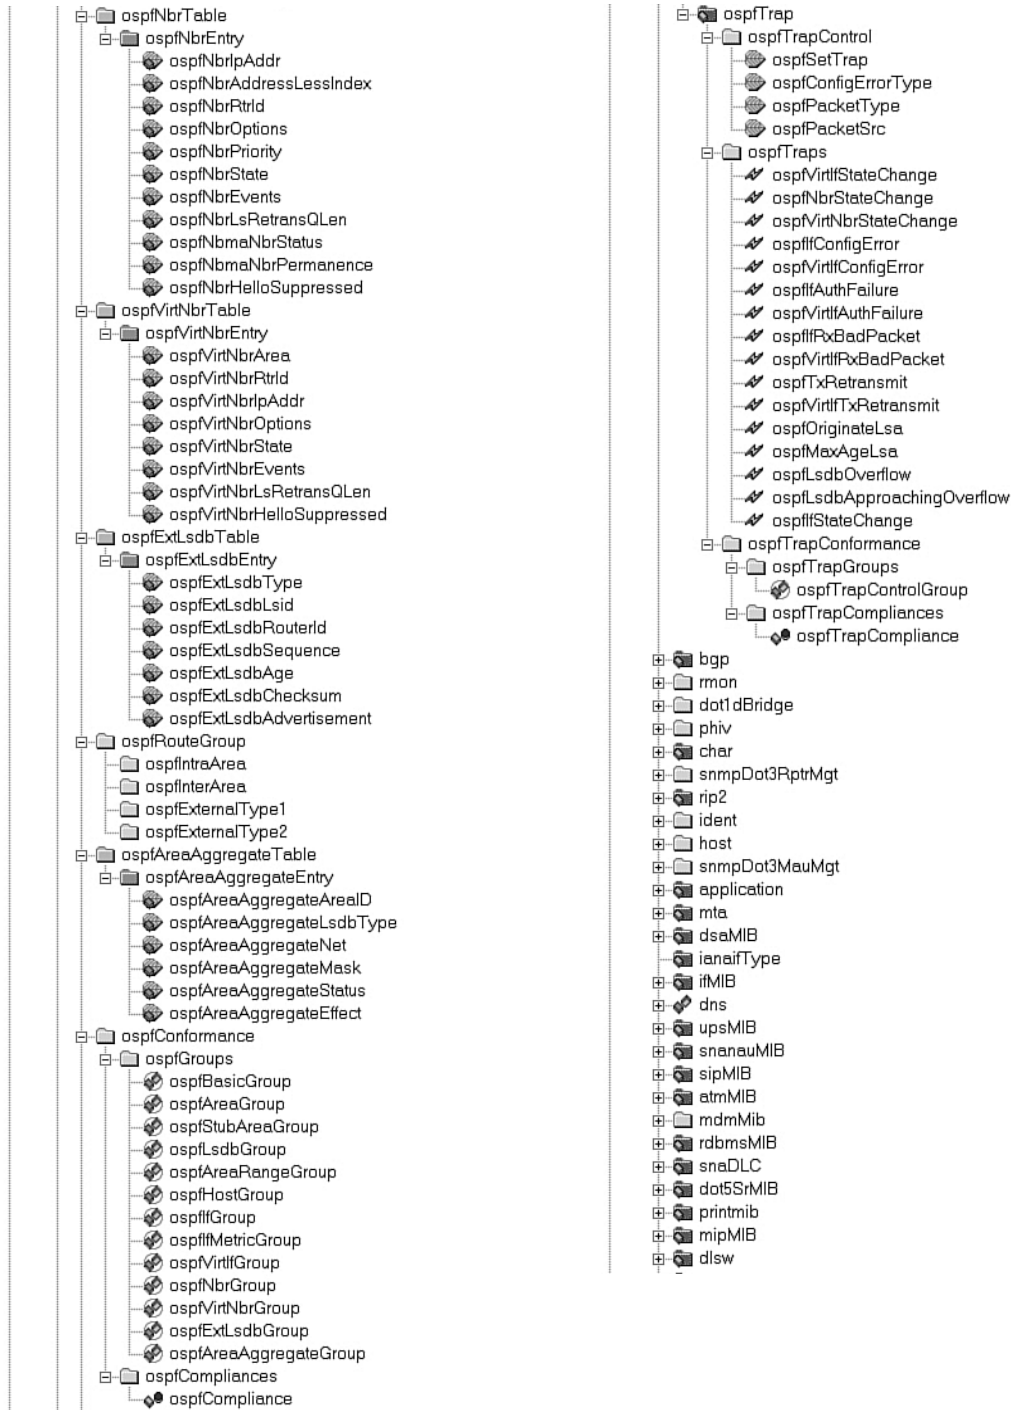 ospfNbrTable
ospfNbrEntry
ospfNbrIpAddr
ospfNbrAddressLessIndex
ospfNbrRtrId
ospfNbrOptions
ospfNbrPriority
ospfNbrState
ospfNbrEvents
ospfNbrLsRetransQLen
ospfNbmaNbrStatus
ospfNbmaNbrPermanence
ospfNbrHelloSuppressed
ospfVirtNbrTable
ospfVirtNbrEntry
ospfVirtNbrArea
ospfVirtNbrRtrId
ospfVirtNbrIpAddr
ospfVirtNbrOptions
ospfVirtNbrState
ospfVirtNbrEvents
ospfVirtNbrLsRetransQLen
ospfVirtNbrHelloSuppressed
ospfExtLsdbTable
ospfExtLsdbEntry
ospfExtLsdbType
ospfExtLsdbLsid
ospfExtLsdbRouterId
ospfExtLsdbSequence
ospfExtLsdbAge
ospfExtLsdbChecksum
ospfExtLsdbAdvertisement
ospfRouteGroup
ospfIntraArea
ospfInterArea
ospfExternalType1
ospfExternalType2
ospfAreaAggregateTable
ospfAreaAggregateEntry
ospfAreaAggregateAreaID
ospfAreaAggregateLsdbType
ospfAreaAggregateNet
ospfAreaAggregateMask
ospfAreaAggregateStatus
ospfAreaAggregateEffect
ospfConformance
ospfGroups
ospfBasicGroup
ospfAreaGroup
ospfStubAreaGroup
ospfLsdbGroup
ospfAreaRangeGroup
ospfHostGroup
ospfIfGroup
ospfIfMetricGroup
ospfVirtIfGroup
ospfNbrGroup
ospfVirtNbrGroup
ospfExtLsdbGroup
ospfAreaAggregateGroup
ospfCompliances
ospfCompliance
ospfTrap
ospfTrapControl
ospfSetTrap
ospfConfigErrorType
ospfPacketType
ospfPacketSrc
ospfTraps
ospfVirtIfStateChange
ospfNbrStateChange
ospfVirtNbrStateChange
ospfIfConfigError
ospfVirtIfConfigError
ospfIfAuthFailure
ospfVirtIfAuthFailure
ospfIfRxBadPacket
ospfVirtIfRxBadPacket
ospfTxRetransmit
ospfVirtIfTxRetransmit
ospfOriginateLsa
ospfMaxAgeLsa
ospfLsdbOverflow
ospfLsdbApproachingOverflow
ospfIfStateChange
ospfTrapConformance
ospfTrapGroups
ospfTrapControlGroup
ospfTrapCompliances
ospfTrapCompliance
bgp
rmon
dot1dBridge
phiv
char
snmpDot3RptrMgt
rip2
ident
host
snmpDot3MauMgt
application
mta
dsaMIB
ianaifType
ifMIB
dns
upsMIB
snanauMIB
sipMIB
atmMIB
mdmMib
rdbmsMIB
snaDLC
dot5SrMIB
printmib
mipMIB
dlsw